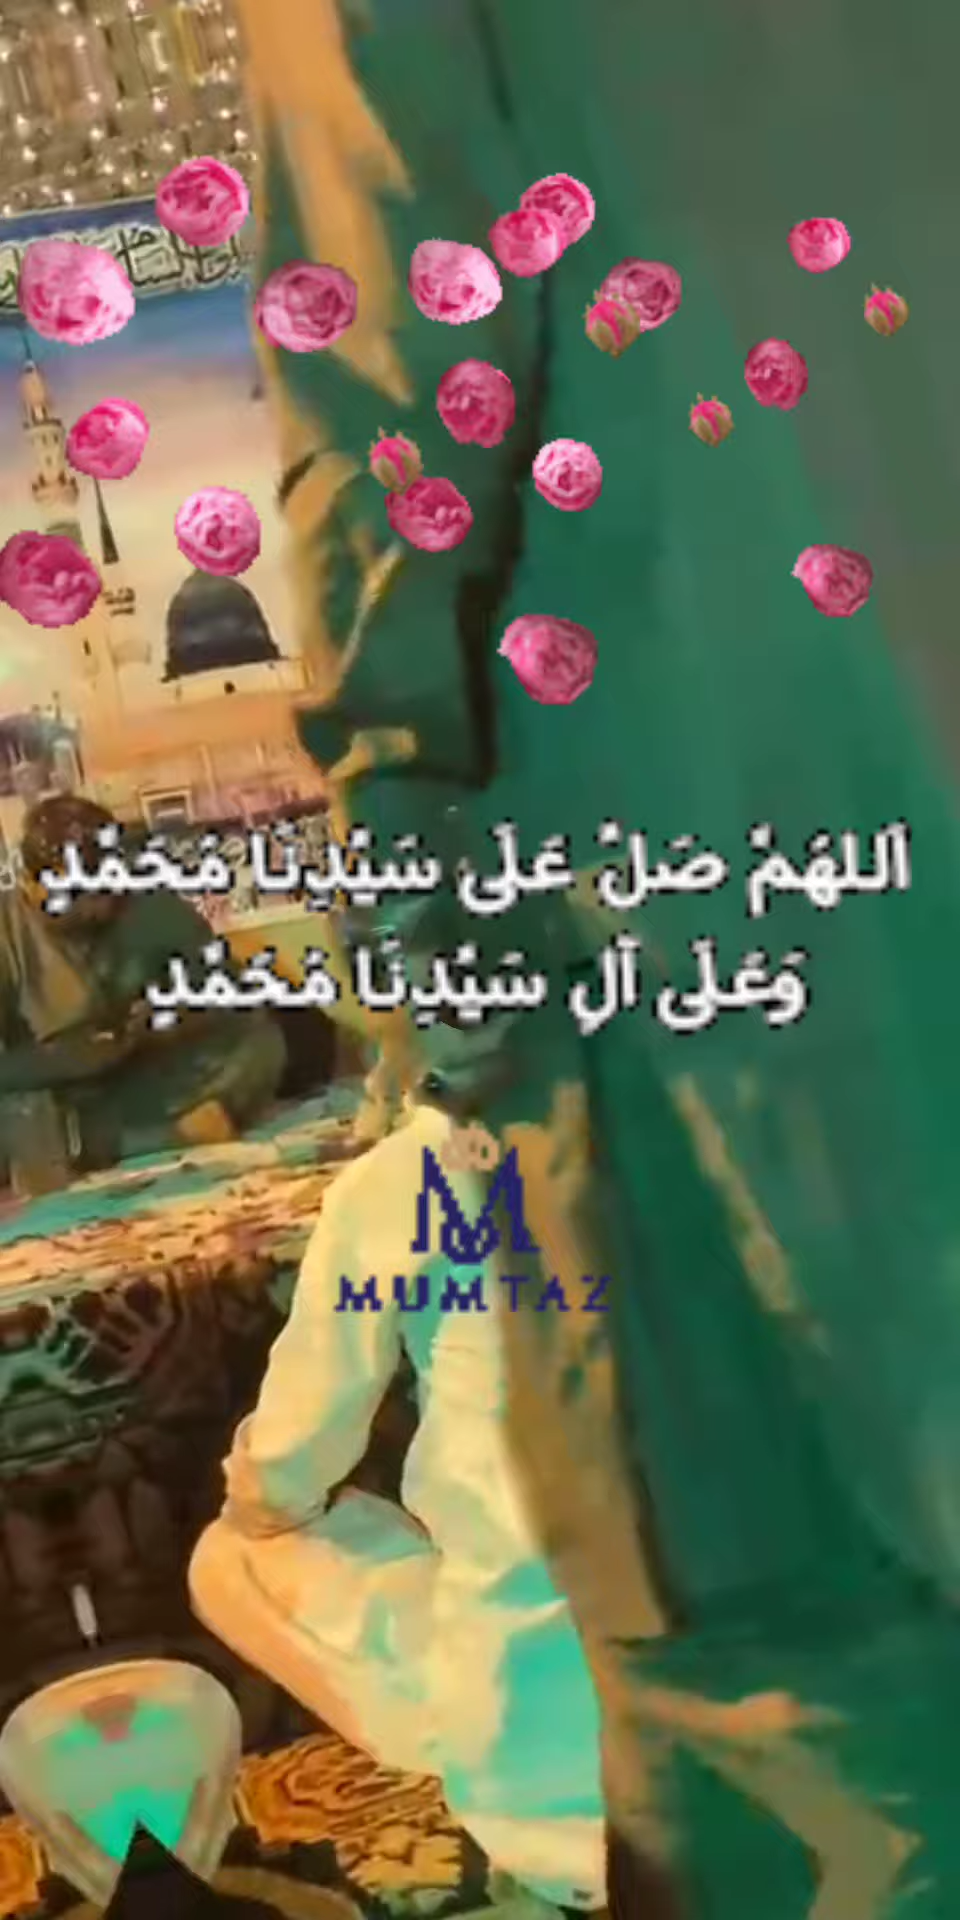 اَللهُمَّ صَلِّ عَلَى سَيِّدِنَا مُحَمَّدٍ
وَعَلَى آلِ سَيِّدِنَا مُحَمَّدٍ
MUMTAZ